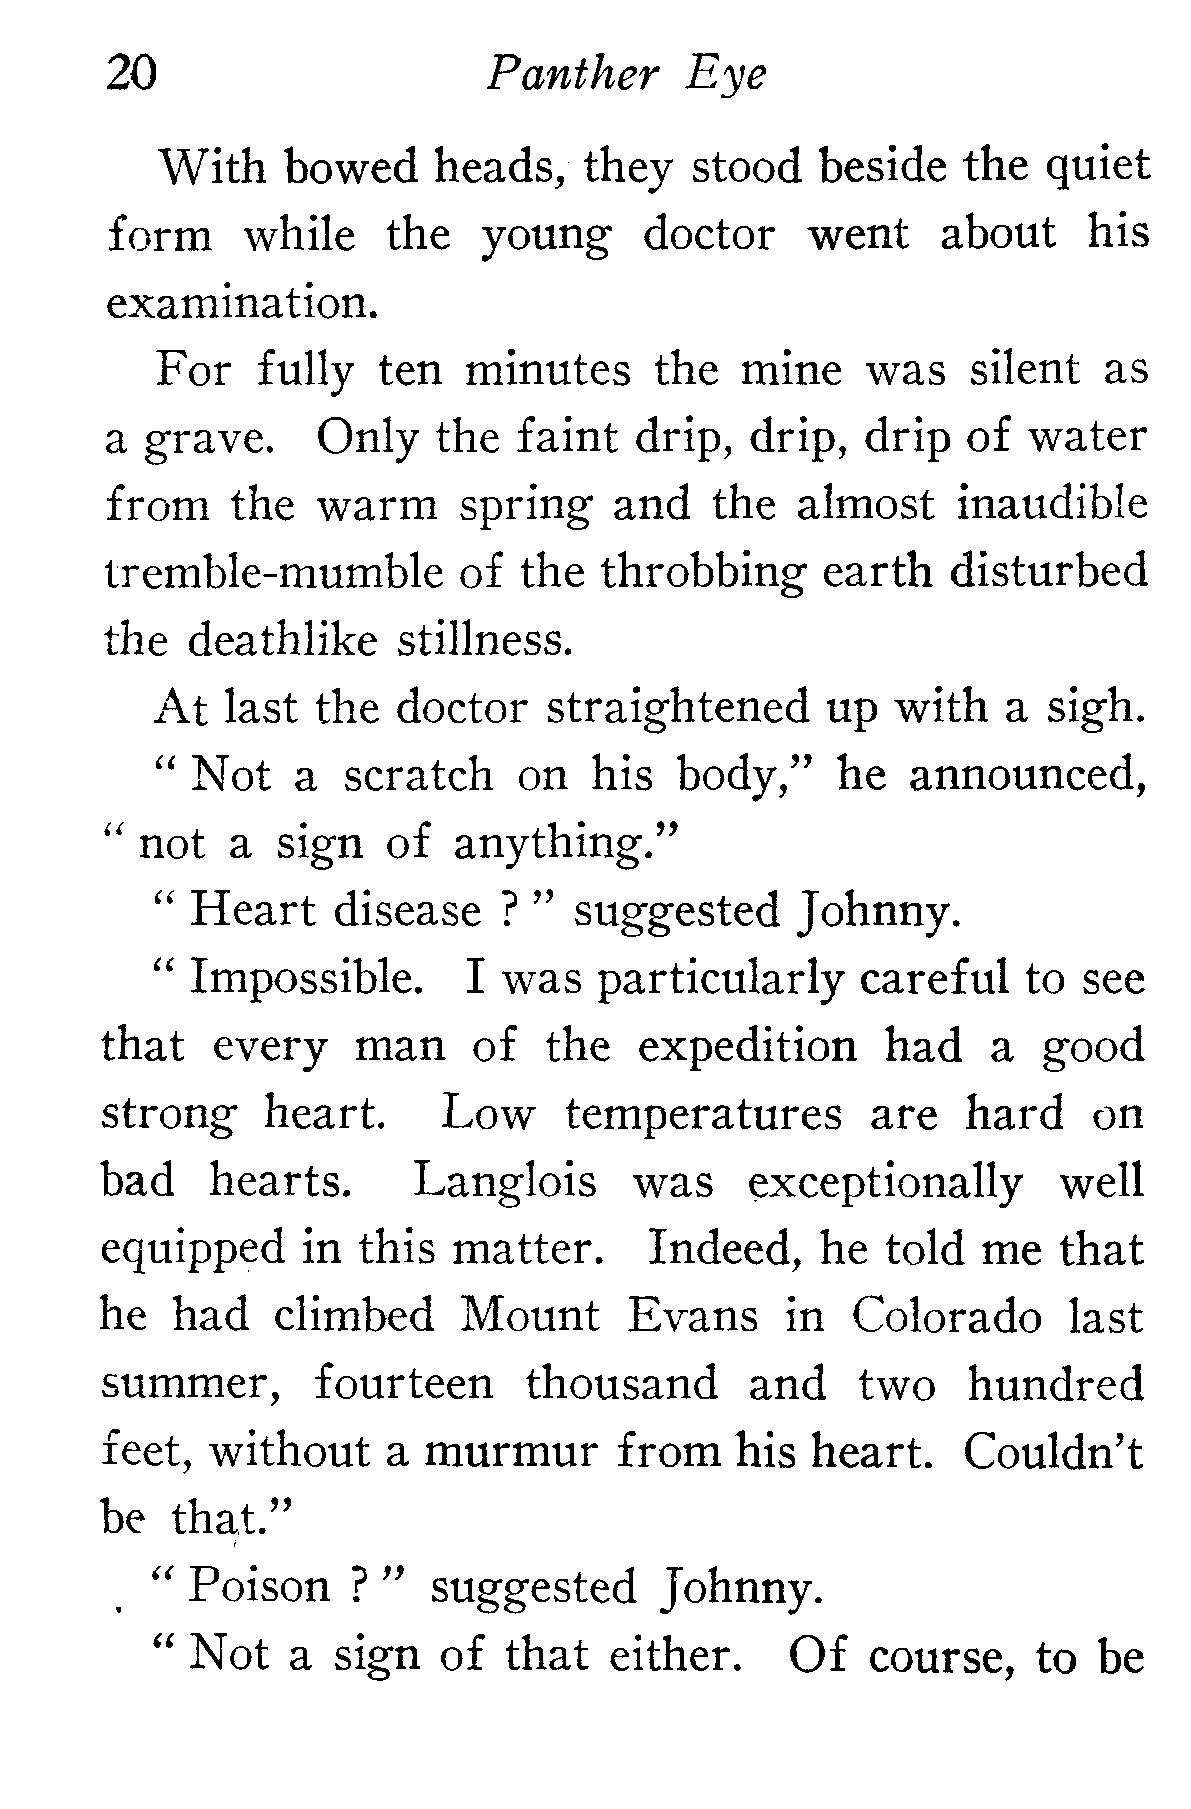 20 Panther Eye
With bowed heads, they stood beside the quiet
form while the young doctor went about his
examination.
For fully ten minutes the mine was silent as
a grave. Only the faint drip, drip, drip of water
from the warm spring and the almost inaudible
tremble-mumble of the throbbing earth disturbed
the deathlike stillness.
At last the doctor straightened up with a sigh.
“ Not a scratch on his body,” he announced,
“ not a sign of anything.”
“ Heart disease ? ” suggested Johnny.
“ Impossible. I was particularly careful to see
that every man of the expedition had a good
strong heart. Low temperatures are hard on
bad hearts. Langlois was exceptionally well
equipped in this matter. Indeed, he told me that
he had climbed Mount Evans in Colorado last
summer, fourteen thousand and two hundred
feet, without a murmur from his heart. Couldn’t
be that.”
“ Poison ? ” suggested Johnny.
“ Not a sign of that either. Of course, to be